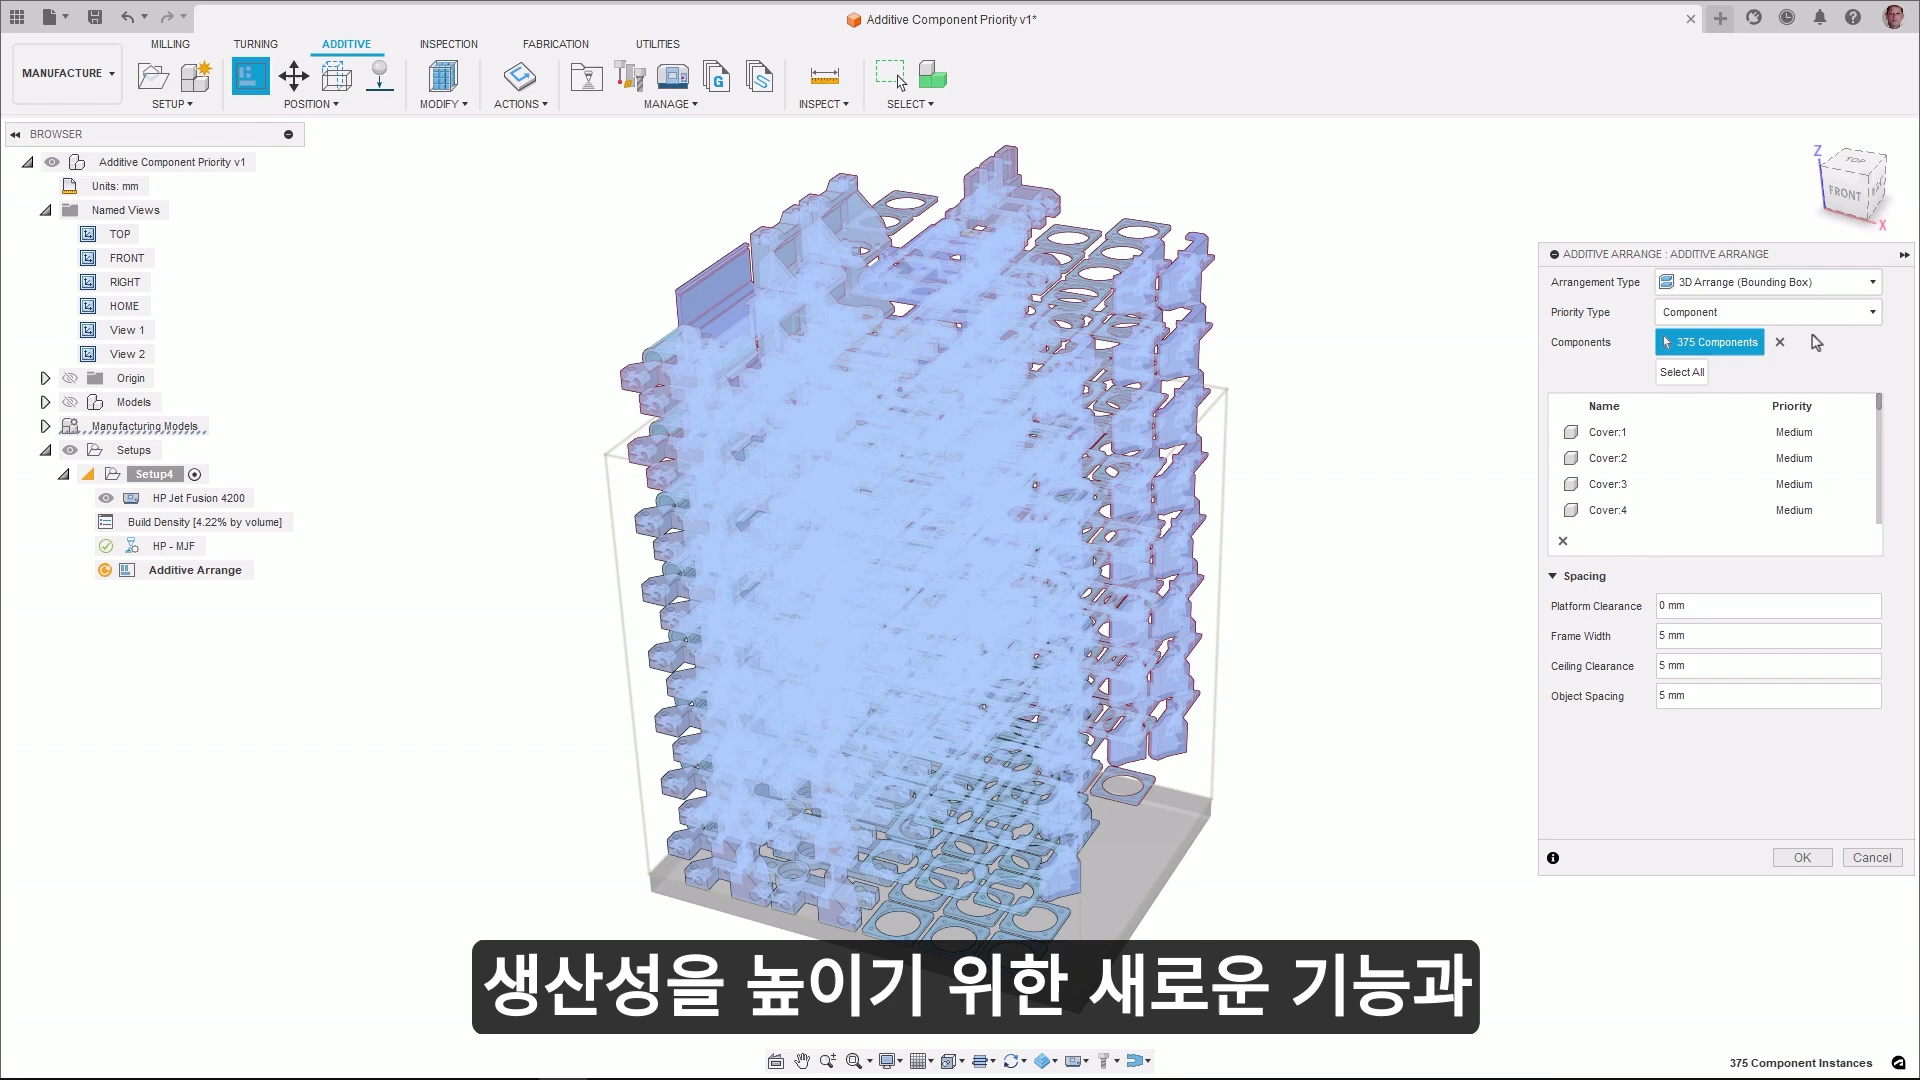 Additive Component Priority v1*
MILLING TURNING ADDITIVE INSPECTION FABRICATION UTILITIES
MANUFACTURE
SETUP POSITION MODIFY ACTIONS MANAGE INSPECT SELECT
BROWSER
Additive Component Priority v1
Units: mm
Named Views
TOP
FRONT
RIGHT
HOME
View 1
View 2
Origin
Models
Manufacturing Models
Setups
Setup4
HP Jet Fusion 4200
Build Density [4.22% by volume]
HP - MJF
Additive Arrange
Z
TOP
FRONT
X
ADDITIVE ARRANGE : ADDITIVE ARRANGE
Arrangement Type 3D Arrange (Bounding Box)
Priority Type Component
Components 375 Components
Select All
Name Priority
Cover:1 Medium
Cover:2 Medium
Cover:3 Medium
Cover:4 Medium
Spacing
Platform Clearance 0 mm
Frame Width 5 mm
Ceiling Clearance 5 mm
Object Spacing 5 mm
OK Cancel
생산성을 높이기 위한 새로운 기능과
375 Component Instances